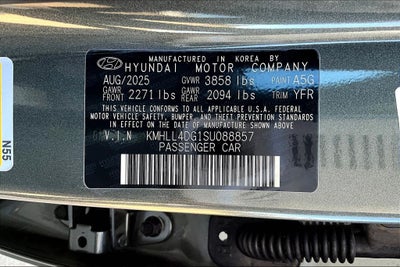 MANUFACTURED IN KOREA BY
HYUNDAI MOTOR COMPANY
AUG/2025 GVWR 3858 lbs PAINT A5G
GAWR FRONT 2271 lbs GAWR REAR 2094 lbs TRIM YFR
THIS VEHICLE CONFORMS TO ALL APPLICABLE U.S.A. FEDERAL
MOTOR VEHICLE SAFETY, BUMPER, AND THEFT PREVENTION
STANDARDS IN EFFECT ON THE DATE OF MANUFACTURE SHOWN ABOVE.
V.I.N KMHLL4DG1SU088857
PASSENGER CAR
N55